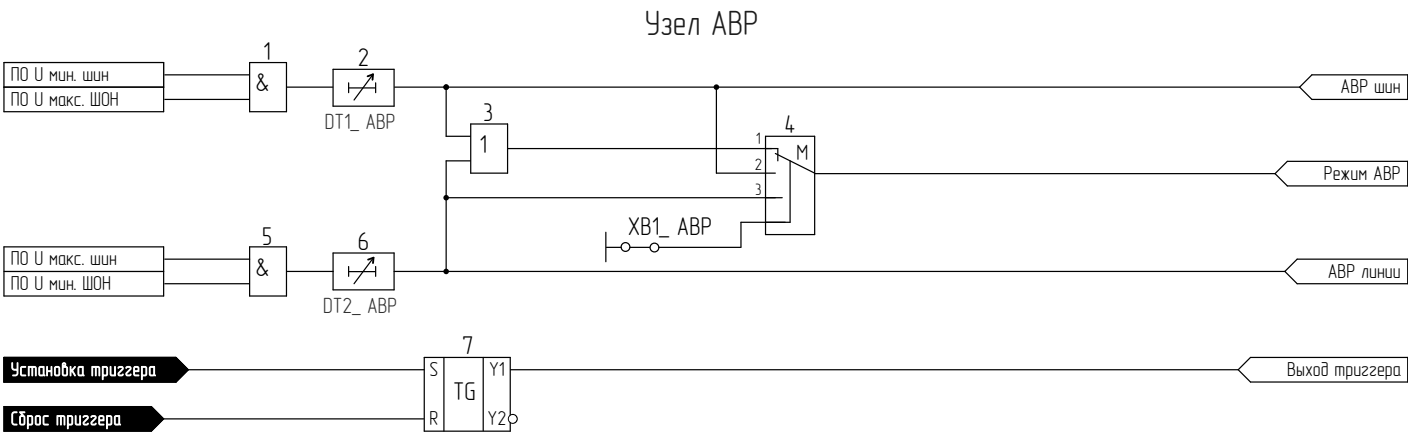 Узел АВР
1
2
ПО U мин. шин
ПО U макс. ШОН
&
DT1_ АВР
АВР шин
3
1
4
1
2
3
М
Режим АВР
XB1_ АВР
5
6
ПО U макс. шин
ПО U мин. ШОН
&
DT2_ АВР
АВР линии
7
Установка триггера
S
Y1
TG
Выход триггера
Сброс триггера
R
Y2